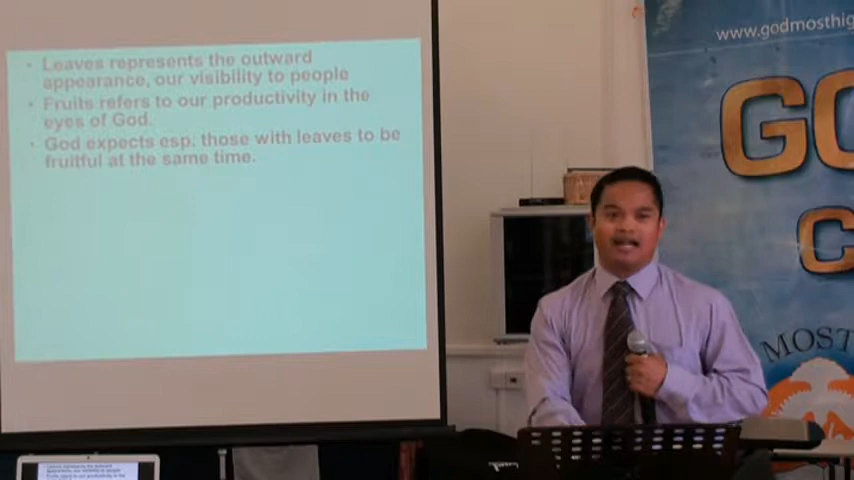 • Leaves represents the outward
appearance, our visibility to people
• Fruits refers to our productivity in the
eyes of God.
• God expects esp. those with leaves to be
fruitful at the same time.
www.godmosthig
GO
C
MOST